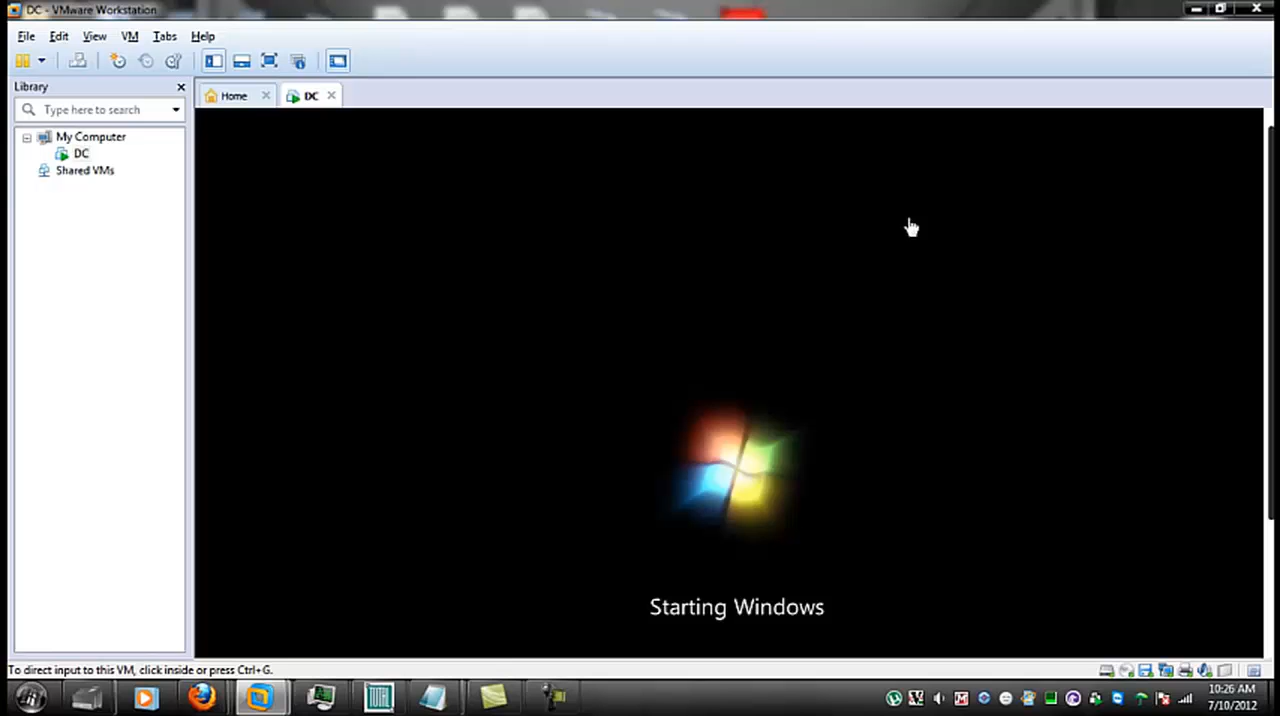 DC - VMware Workstation
File Edit View VM Tabs Help
Library
Type here to search
Home
DC
My Computer
DC
Shared VMs
Starting Windows
To direct input to this VM, click inside or press Ctrl+G.
TOTAL
10:26 AM
7/10/2012